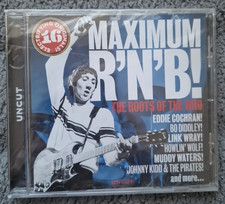 16
MAXIMUM
R'N'B!
THE ROOTS OF THE WHO
EDDIE COCHRAN!
BO DIDDLEY!
LINK WRAY!
HOWLIN' WOLF!
MUDDY WATERS!
JOHNNY KIDD & THE PIRATES!
and more...
UNCUT